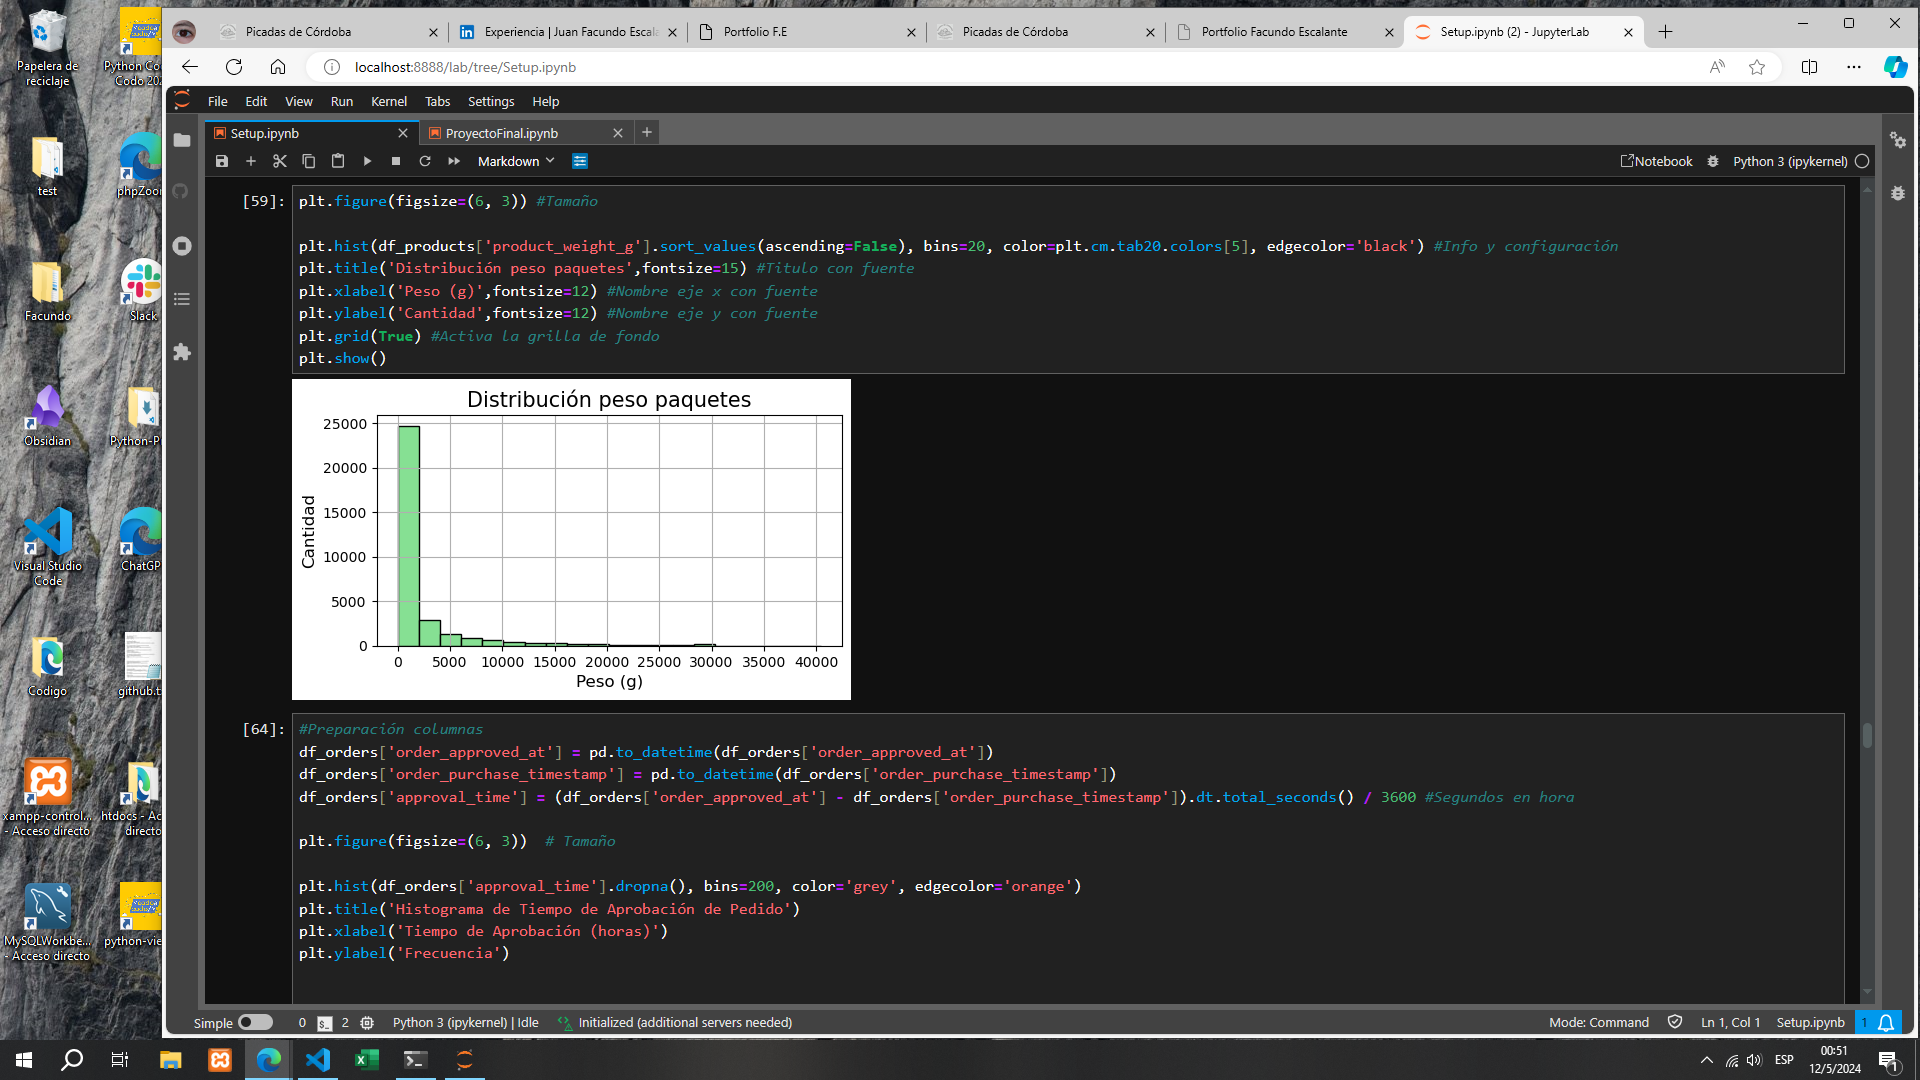 Papelera de reciclaje
Python Co
Codo 20
test
phpZoo
Facundo
Slack
Obsidian
Python-P
Visual Studio Code
ChatGP
Codigo
github.t
xampp-control... - Acceso directo
htdocs - Ac
directo
MySQLWorkbe... - Acceso directo
python-vie
Picadas de Córdoba
Experiencia | Juan Facundo Escala
Portfolio F.E
Picadas de Córdoba
Portfolio Facundo Escalante
Setup.ipynb (2) - JupyterLab
localhost:8888/lab/tree/Setup.ipynb
File Edit View Run Kernel Tabs Settings Help
Setup.ipynb
ProyectoFinal.ipynb
Markdown
Notebook
Python 3 (ipykernel)
[59]: plt.figure(figsize=(6, 3)) #Tamaño
plt.hist(df_products['product_weight_g'].sort_values(ascending=False), bins=20, color=plt.cm.tab20.colors[5], edgecolor='black') #Info y configuración
plt.title('Distribución peso paquetes',fontsize=15) #Titulo con fuente
plt.xlabel('Peso (g)',fontsize=12) #Nombre eje x con fuente
plt.ylabel('Cantidad',fontsize=12) #Nombre eje y con fuente
plt.grid(True) #Activa la grilla de fondo
plt.show()
Distribución peso paquetes
25000
20000
15000
10000
5000
0
Cantidad
0 5000 10000 15000 20000 25000 30000 35000 40000
Peso (g)
[64]: #Preparación columnas
df_orders['order_approved_at'] = pd.to_datetime(df_orders['order_approved_at'])
df_orders['order_purchase_timestamp'] = pd.to_datetime(df_orders['order_purchase_timestamp'])
df_orders['approval_time'] = (df_orders['order_approved_at'] - df_orders['order_purchase_timestamp']).dt.total_seconds() / 3600 #Segundos en hora
plt.figure(figsize=(6, 3))  # Tamaño
plt.hist(df_orders['approval_time'].dropna(), bins=200, color='grey', edgecolor='orange')
plt.title('Histograma de Tiempo de Aprobación de Pedido')
plt.xlabel('Tiempo de Aprobación (horas)')
plt.ylabel('Frecuencia')
Simple 0 2 Python 3 (ipykernel) | Idle Initialized (additional servers needed)
Mode: Command Ln 1, Col 1 Setup.ipynb 1
ESP
00:51
12/5/2024
1